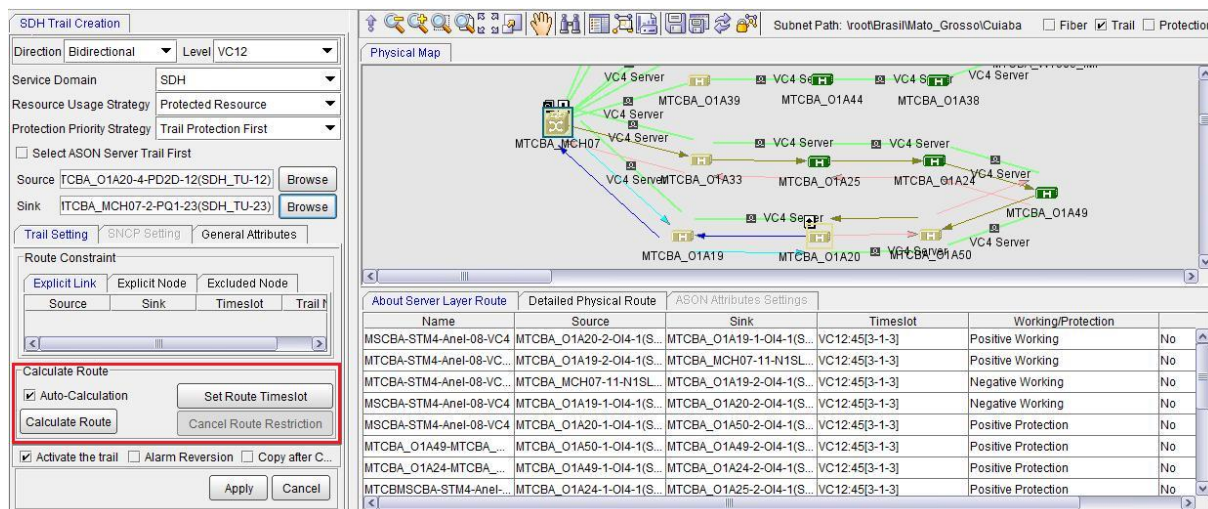 SDH Trail Creation
Direction Bidirectional Level VC12
Service Domain SDH
Resource Usage Strategy Protected Resource
Protection Priority Strategy Trail Protection First
Select ASON Server Trail First
Source TCBA_O1A20-4-PD2D-12(SDH_TU-12) Browse
Sink ITCBA_MCH07-2-PQ1-23(SDH_TU-23) Browse
Trail Setting SNCP Setting General Attributes
Route Constraint
Explicit Link Explicit Node Excluded Node
Source Sink Timeslot Trail
Calculate Route
Auto-Calculation Set Route Timeslot
Calculate Route Cancel Route Restriction
Activate the trail Alarm Reversion Copy after C...
Apply Cancel
Subnet Path: \root\Brasil\Mato_Grosso\Cuiaba Fiber Trail Protection
Physical Map
VC4 Server VC4 Se VC4 S VC4 Server
MTCBA_O1A39 MTCBA_O1A44 MTCBA_O1A38
VC4 Server
MTCBA_MCH07 VC4 Server VC4 Server VC4 Server
VC4 Server MTCBA_O1A33 MTCBA_O1A25 MTCBA_O1A24 VC4 Server
MTCBA_O1A49
VC4 Server
VC4 Server
MTCBA_O1A19 MTCBA_O1A20 VC4 Server MTCBA_O1A50
About Server Layer Route Detailed Physical Route ASON Attributes Settings
Name Source Sink Timeslot Working/Protection
MSCBA-STM4-Anel-08-VC4 MTCBA_O1A20-2-OI4-1(S... MTCBA_O1A19-1-OI4-1(S... VC12:45[3-1-3] Positive Working No
MTCBA-STM4-Anel-08-VC... MTCBA_O1A19-2-OI4-1(S... MTCBA_MCH07-11-N1SL... VC12:45[3-1-3] Positive Working No
MTCBA-STM4-Anel-08-VC... MTCBA_MCH07-11-N1SL... MTCBA_O1A19-2-OI4-1(S... VC12:45[3-1-3] Negative Working No
MSCBA-STM4-Anel-08-VC4 MTCBA_O1A19-1-OI4-1(S... MTCBA_O1A20-2-OI4-1(S... VC12:45[3-1-3] Negative Working No
MSCBA-STM4-Anel-08-VC4 MTCBA_O1A20-1-OI4-1(S... MTCBA_O1A50-2-OI4-1(S... VC12:45[3-1-3] Positive Protection No
MTCBA_O1A49-MTCBA_... MTCBA_O1A50-1-OI4-1(S... MTCBA_O1A49-2-OI4-1(S... VC12:45[3-1-3] Positive Protection No
MTCBA_O1A24-MTCBA_... MTCBA_O1A49-1-OI4-1(S... MTCBA_O1A24-2-OI4-1(S... VC12:45[3-1-3] Positive Protection No
MTCBMSCBA-STM4-Anel-... MTCBA_O1A24-1-OI4-1(S... MTCBA_O1A25-2-OI4-1(S... VC12:45[3-1-3] Positive Protection No